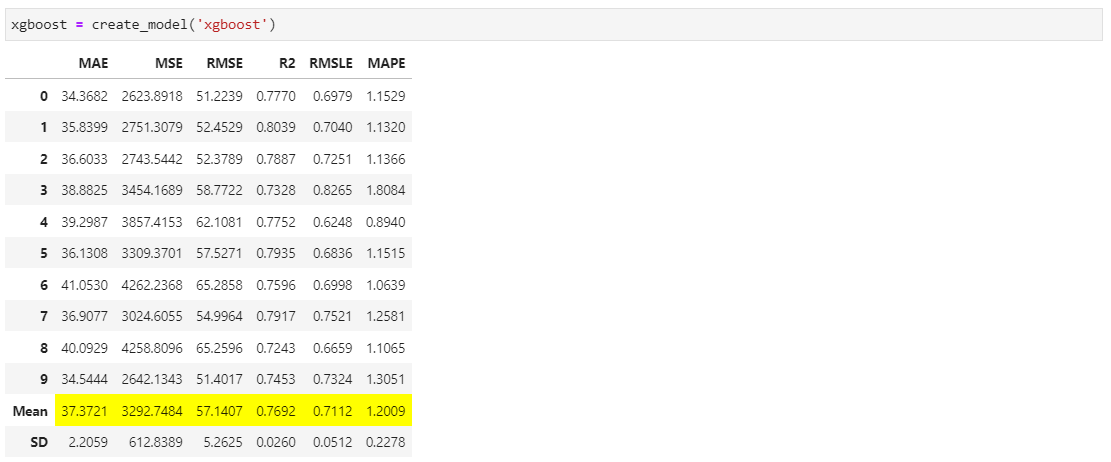 xgboost = create_model('xgboost')
MAE MSE RMSE R2 RMSLE MAPE
0 34.3682 2623.8918 51.2239 0.7770 0.6979 1.1529
1 35.8399 2751.3079 52.4529 0.8039 0.7040 1.1320
2 36.6033 2743.5442 52.3789 0.7887 0.7251 1.1366
3 38.8825 3454.1689 58.7722 0.7328 0.8265 1.8084
4 39.2987 3857.4153 62.1081 0.7752 0.6248 0.8940
5 36.1308 3309.3701 57.5271 0.7935 0.6836 1.1515
6 41.0530 4262.2368 65.2858 0.7596 0.6998 1.0639
7 36.9077 3024.6055 54.9964 0.7917 0.7521 1.2581
8 40.0929 4258.8096 65.2596 0.7243 0.6659 1.1065
9 34.5444 2642.1343 51.4017 0.7453 0.7324 1.3051
Mean 37.3721 3292.7484 57.1407 0.7692 0.7112 1.2009
SD 2.2059 612.8389 5.2625 0.0260 0.0512 0.2278